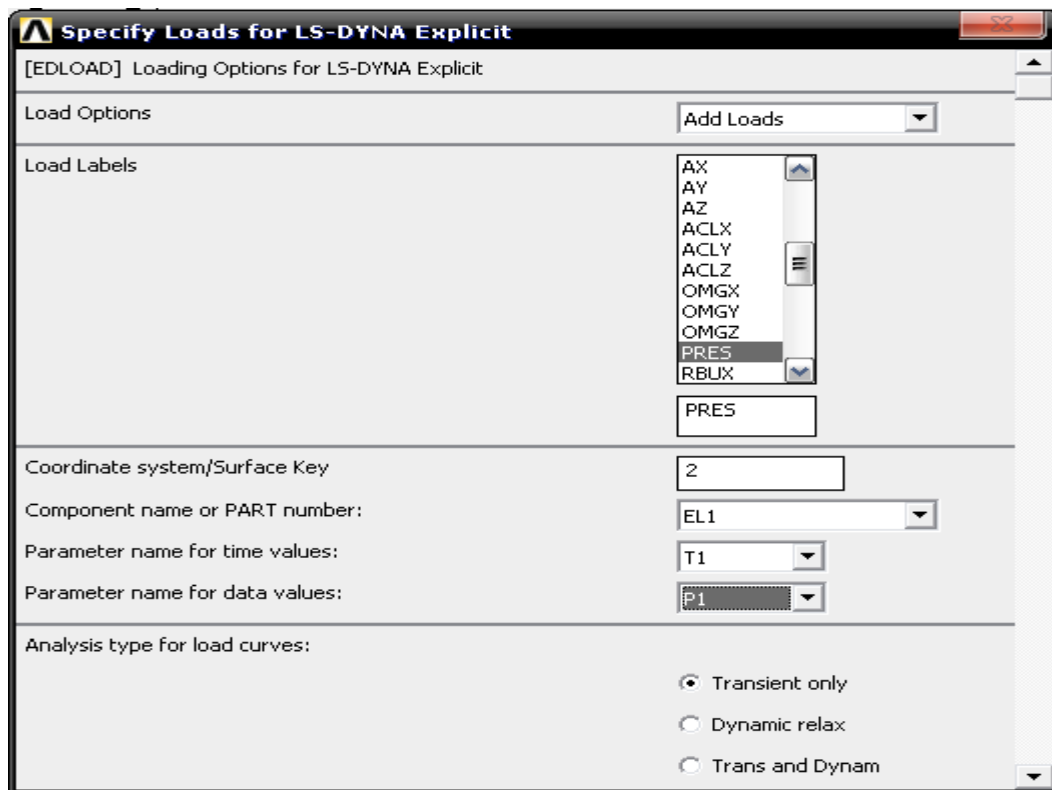 Specify Loads for LS-DYNA Explicit
[EDLOAD] Loading Options for LS-DYNA Explicit
Load Options
Add Loads
Load Labels
AX
AY
AZ
ACLX
ACLY
ACLZ
OMGX
OMGY
OMGZ
PRES
RBUX
PRES
Coordinate system/Surface Key
2
Component name or PART number:
EL1
Parameter name for time values:
T1
Parameter name for data values:
P1
Analysis type for load curves:
Transient only
Dynamic relax
Trans and Dynam